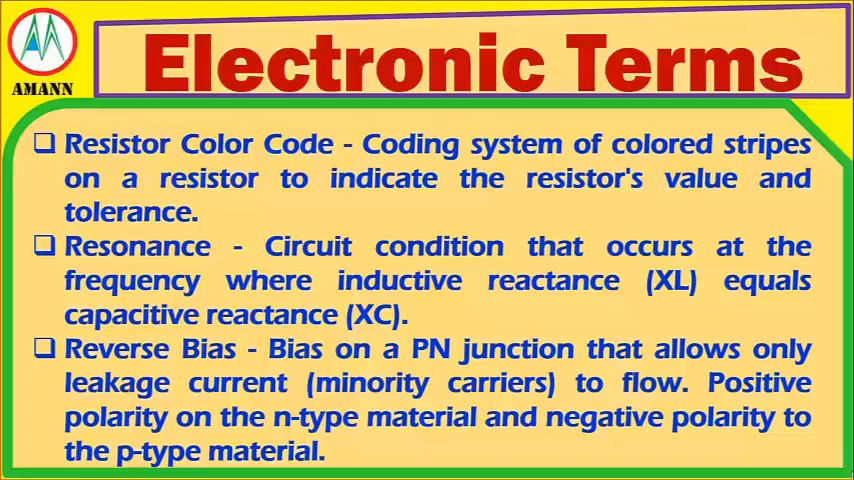 AMANN
Electronic Terms
❑ Resistor Color Code - Coding system of colored stripes
on a resistor to indicate the resistor's value and
tolerance.
❑ Resonance - Circuit condition that occurs at the
frequency where inductive reactance (XL) equals
capacitive reactance (XC).
❑ Reverse Bias - Bias on a PN junction that allows only
leakage current (minority carriers) to flow. Positive
polarity on the n-type material and negative polarity to
the p-type material.